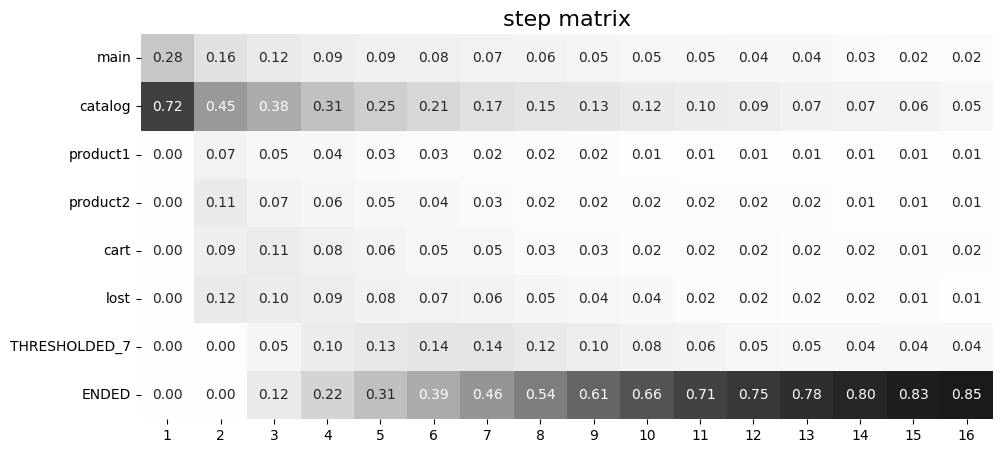 step matrix
main 0.28 0.16 0.12 0.09 0.09 0.08 0.07 0.06 0.05 0.05 0.05 0.04 0.04 0.03 0.02 0.02
catalog 0.72 0.45 0.38 0.31 0.25 0.21 0.17 0.15 0.13 0.12 0.10 0.09 0.07 0.07 0.06 0.05
product1 0.00 0.07 0.05 0.04 0.03 0.03 0.02 0.02 0.02 0.01 0.01 0.01 0.01 0.01 0.01 0.01
product2 0.00 0.11 0.07 0.06 0.05 0.04 0.03 0.02 0.02 0.02 0.02 0.02 0.02 0.01 0.01 0.01
cart 0.00 0.09 0.11 0.08 0.06 0.05 0.05 0.03 0.03 0.02 0.02 0.02 0.02 0.02 0.01 0.02
lost 0.00 0.12 0.10 0.09 0.08 0.07 0.06 0.05 0.04 0.04 0.02 0.02 0.02 0.02 0.01 0.01
THRESHOLDED_7 0.00 0.00 0.05 0.10 0.13 0.14 0.14 0.12 0.10 0.08 0.06 0.05 0.05 0.04 0.04 0.04
ENDED 0.00 0.00 0.12 0.22 0.31 0.39 0.46 0.54 0.61 0.66 0.71 0.75 0.78 0.80 0.83 0.85
1 2 3 4 5 6 7 8 9 10 11 12 13 14 15 16